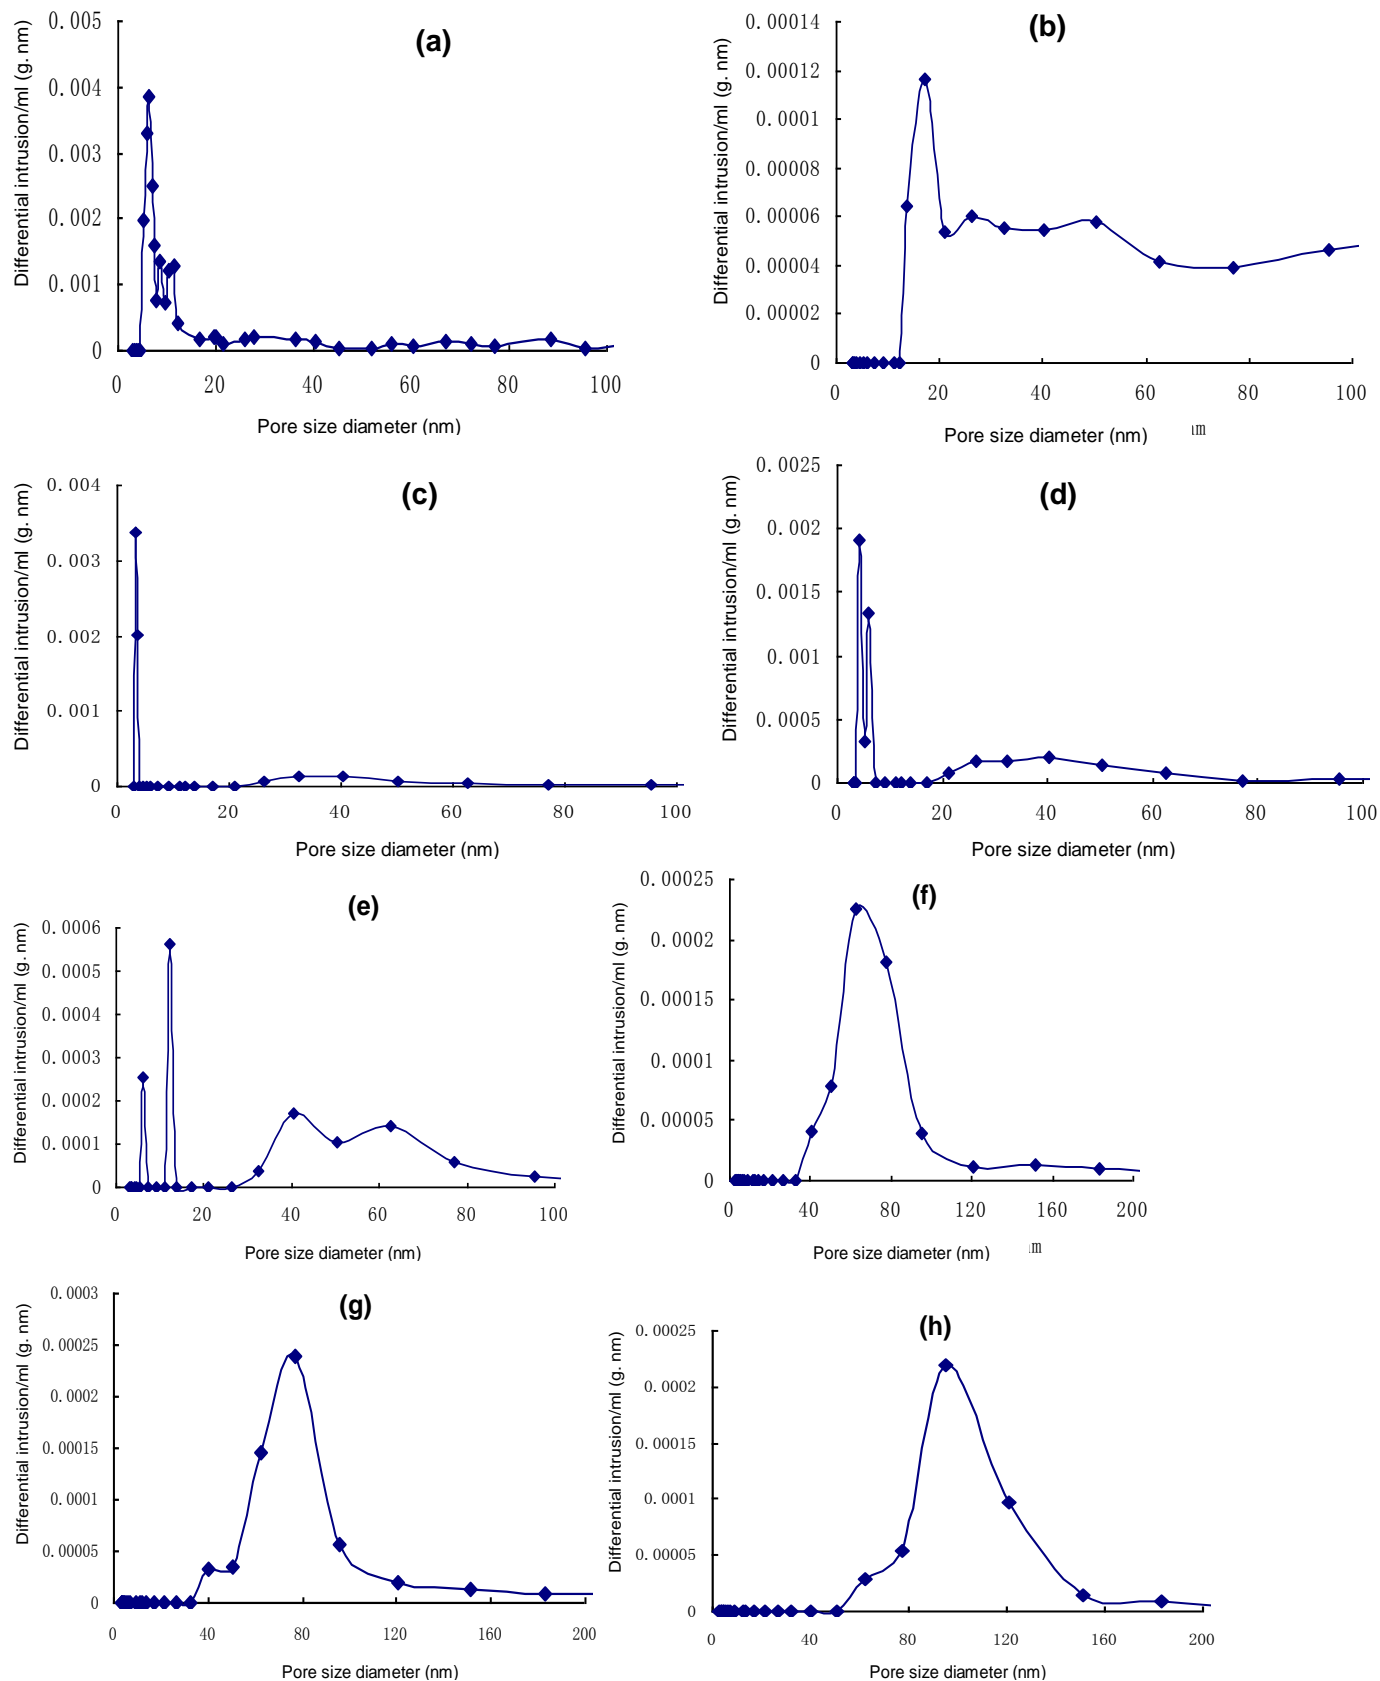 (a)
Differential intrusion/ml (g. nm)
0.005
0.004
0.003
0.002
0.001
0
0 20 40 60 80 100
Pore size diameter (nm)
(b)
Differential intrusion/ml (g. nm)
0.00014
0.00012
0.0001
0.00008
0.00006
0.00004
0.00002
0
0 20 40 60 80 100
Pore size diameter (nm)
(c)
Differential intrusion/ml (g. nm)
0.004
0.003
0.002
0.001
0
0 20 40 60 80 100
Pore size diameter (nm)
(d)
Differential intrusion/ml (g. nm)
0.0025
0.002
0.0015
0.001
0.0005
0
0 20 40 60 80 100
Pore size diameter (nm)
(e)
Differential intrusion/ml (g. nm)
0.0006
0.0005
0.0004
0.0003
0.0002
0.0001
0
0 20 40 60 80 100
Pore size diameter (nm)
(f)
Differential intrusion/ml (g. nm)
0.00025
0.0002
0.00015
0.0001
0.00005
0
0 40 80 120 160 200
Pore size diameter (nm)
(g)
Differential intrusion/ml (g. nm)
0.0003
0.00025
0.0002
0.00015
0.0001
0.00005
0
0 40 80 120 160 200
Pore size diameter (nm)
(h)
Differential intrusion/ml (g. nm)
0.00025
0.0002
0.00015
0.0001
0.00005
0
0 40 80 120 160 200
Pore size diameter (nm)